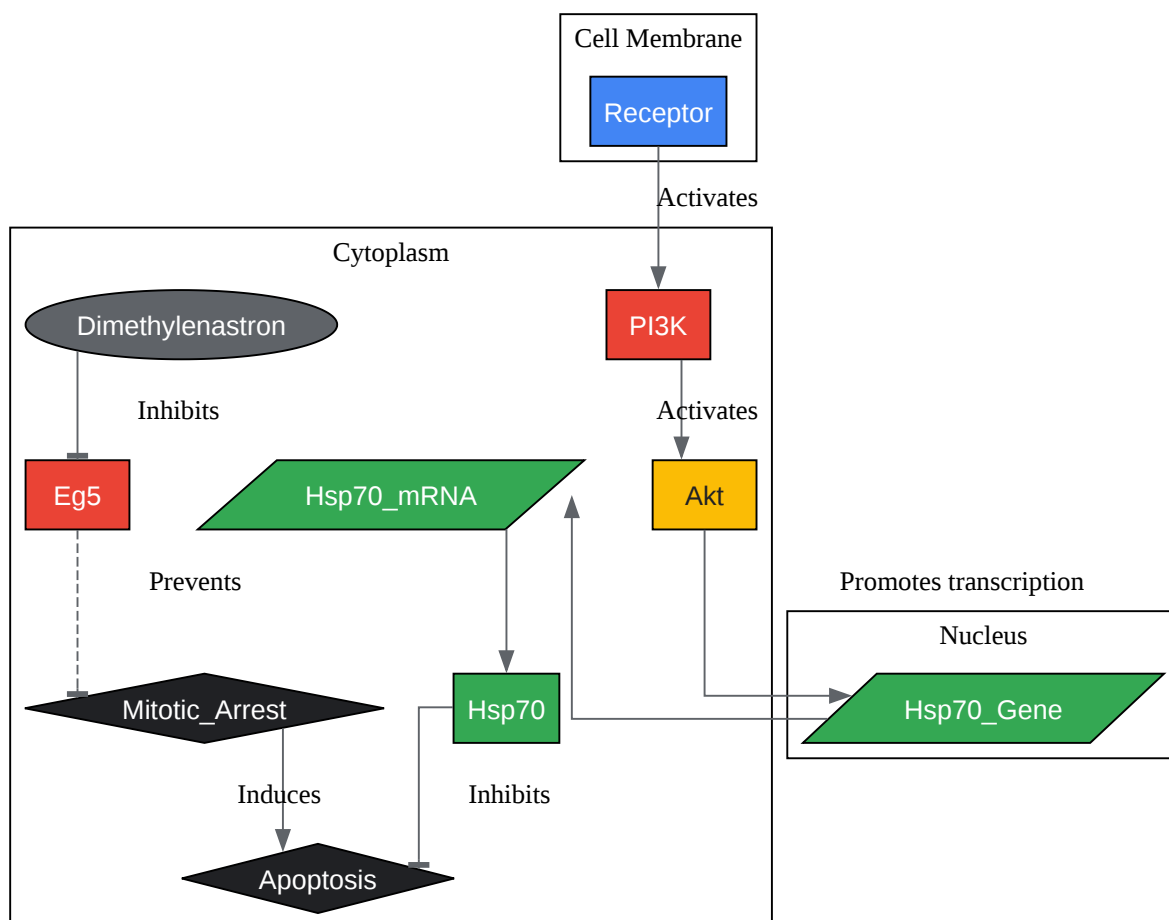 Cell Membrane
Receptor
Activates
Cytoplasm
Dimethylenastron
PI3K
Inhibits
Activates
Eg5
Hsp70_mRNA
Akt
Prevents
Promotes transcription
Nucleus
Mitotic_Arrest
Hsp70
Hsp70_Gene
Induces
Inhibits
Apoptosis